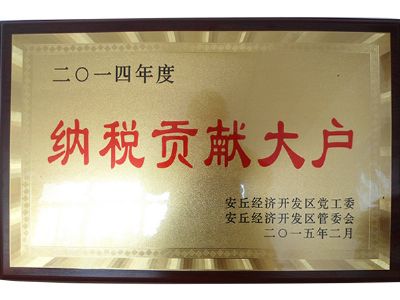 二〇一四年度
纳税贡献大户
安丘经济开发区党工委
安丘经济开发区管委会
二〇一五年二月